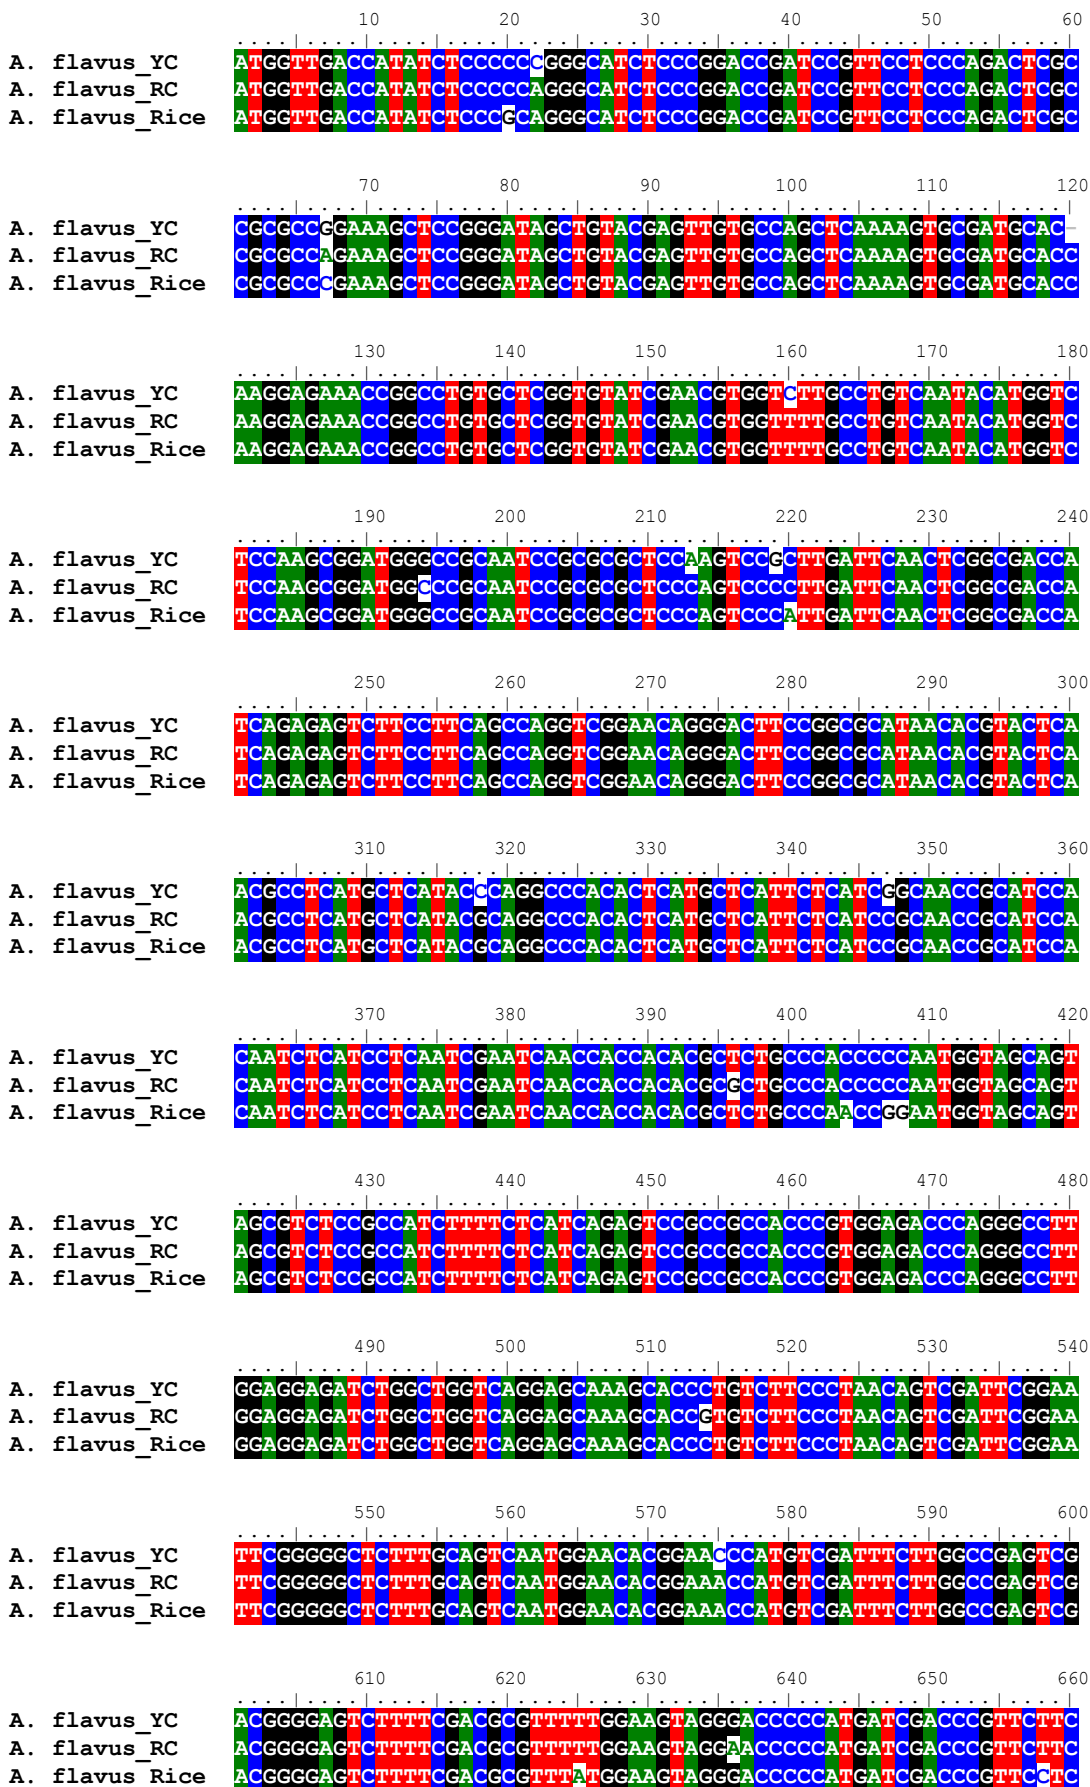 10 20 30 40 50 60
A. flavus_YC ATGGTTGACCATATCTCCCCCCGGGCATCTCCCGGACCGATCCGTTCCTCCCAGACTCGC
A. flavus_RC ATGGTTGACCATATCTCCCCCAGGGCATCTCCCGGACCGATCCGTTCCTCCCAGACTCGC
A. flavus_Rice ATGGTTGACCATATCTCCCGCAGGGCATCTCCCGGACCGATCCGTTCCTCCCAGACTCGC
70 80 90 100 110 120
A. flavus_YC CGCGCCGGAAAGCTCCGGGATAGCTGTACGAGTTGTGCCAGCTCAAAAGTGCGATGCAC-
A. flavus_RC CGCGCCAGAAAGCTCCGGGATAGCTGTACGAGTTGTGCCAGCTCAAAAGTGCGATGCACC
A. flavus_Rice CGCGCCCGAAAGCTCCGGGATAGCTGTACGAGTTGTGCCAGCTCAAAAGTGCGATGCACC
130 140 150 160 170 180
A. flavus_YC AAGGAGAAACCGGCCTGTGCTCGGTGTATCGAACGTGGTCTTGCCTGTCAATACATGGTC
A. flavus_RC AAGGAGAAACCGGCCTGTGCTCGGTGTATCGAACGTGGTTTTGCCTGTCAATACATGGTC
A. flavus_Rice AAGGAGAAACCGGCCTGTGCTCGGTGTATCGAACGTGGTTTTGCCTGTCAATACATGGTC
190 200 210 220 230 240
A. flavus_YC TCCAAGCGGATGGGCCGCAATCCGCGCGCTCCAAGTCCGCTTGATTCAACTCGGCGACCA
A. flavus_RC TCCAAGCGGATGGCCCGCAATCCGCGCGCTCCCAGTCCCCTTGATTCAACTCGGCGACCA
A. flavus_Rice TCCAAGCGGATGGGCCGCAATCCGCGCGCTCCCAGTCCCATTGATTCAACTCGGCGACCA
250 260 270 280 290 300
A. flavus_YC TCAGAGAGTCTTCCTTCAGCCAGGTCGGAACAGGGACTTCCGGCGCATAACACGTACTCA
A. flavus_RC TCAGAGAGTCTTCCTTCAGCCAGGTCGGAACAGGGACTTCCGGCGCATAACACGTACTCA
A. flavus_Rice TCAGAGAGTCTTCCTTCAGCCAGGTCGGAACAGGGACTTCCGGCGCATAACACGTACTCA
310 320 330 340 350 360
A. flavus_YC ACGCCTCATGCTCATACCCAGGCCCACACTCATGCTCATTCTCATCGGCAACCGCATCCA
A. flavus_RC ACGCCTCATGCTCATACGCAGGCCCACACTCATGCTCATTCTCATCCGCAACCGCATCCA
A. flavus_Rice ACGCCTCATGCTCATACGCAGGCCCACACTCATGCTCATTCTCATCCGCAACCGCATCCA
370 380 390 400 410 420
A. flavus_YC CAATCTCATCCTCAATCGAATCAACCACCACACGCTCTGCCCACCCCCAATGGTAGCAGT
A. flavus_RC CAATCTCATCCTCAATCGAATCAACCACCACACGCGCTGCCCACCCCCAATGGTAGCAGT
A. flavus_Rice CAATCTCATCCTCAATCGAATCAACCACCACACGCTCTGCCCAACCGGAATGGTAGCAGT
430 440 450 460 470 480
A. flavus_YC AGCGTCTCCGCCATCTTTTCTCATCAGAGTCCGCCGCCACCCGTGGAGACCCAGGGCCTT
A. flavus_RC AGCGTCTCCGCCATCTTTTCTCATCAGAGTCCGCCGCCACCCGTGGAGACCCAGGGCCTT
A. flavus_Rice AGCGTCTCCGCCATCTTTTCTCATCAGAGTCCGCCGCCACCCGTGGAGACCCAGGGCCTT
490 500 510 520 530 540
A. flavus_YC GGAGGAGATCTGGCTGGTCAGGAGCAAAGCACCCTGTCTTCCCTAACAGTCGATTCGGAA
A. flavus_RC GGAGGAGATCTGGCTGGTCAGGAGCAAAGCACCGTGTCTTCCCTAACAGTCGATTCGGAA
A. flavus_Rice GGAGGAGATCTGGCTGGTCAGGAGCAAAGCACCCTGTCTTCCCTAACAGTCGATTCGGAA
550 560 570 580 590 600
A. flavus_YC TTCGGGGGCTCTTTGCAGTCAATGGAACACGGAACCCATGTCGATTTCTTGGCCGAGTCG
A. flavus_RC TTCGGGGGCTCTTTGCAGTCAATGGAACACGGAAACCATGTCGATTTCTTGGCCGAGTCG
A. flavus_Rice TTCGGGGGCTCTTTGCAGTCAATGGAACACGGAAACCATGTCGATTTCTTGGCCGAGTCG
610 620 630 640 650 660
A. flavus_YC ACGGGGAGTCTTTTCGACGCGTTTTTGGAAGTAGGGACCCCCATGATCGACCCGTTCTTC
A. flavus_RC ACGGGGAGTCTTTTCGACGCGTTTTTGGAAGTAGGAACCCCCATGATCGACCCGTTCTTC
A. flavus_Rice ACGGGGAGTCTTTTCGACGCGTTTATGGAAGTAGGGACCCCCATGATCGACCCGTTCCTC